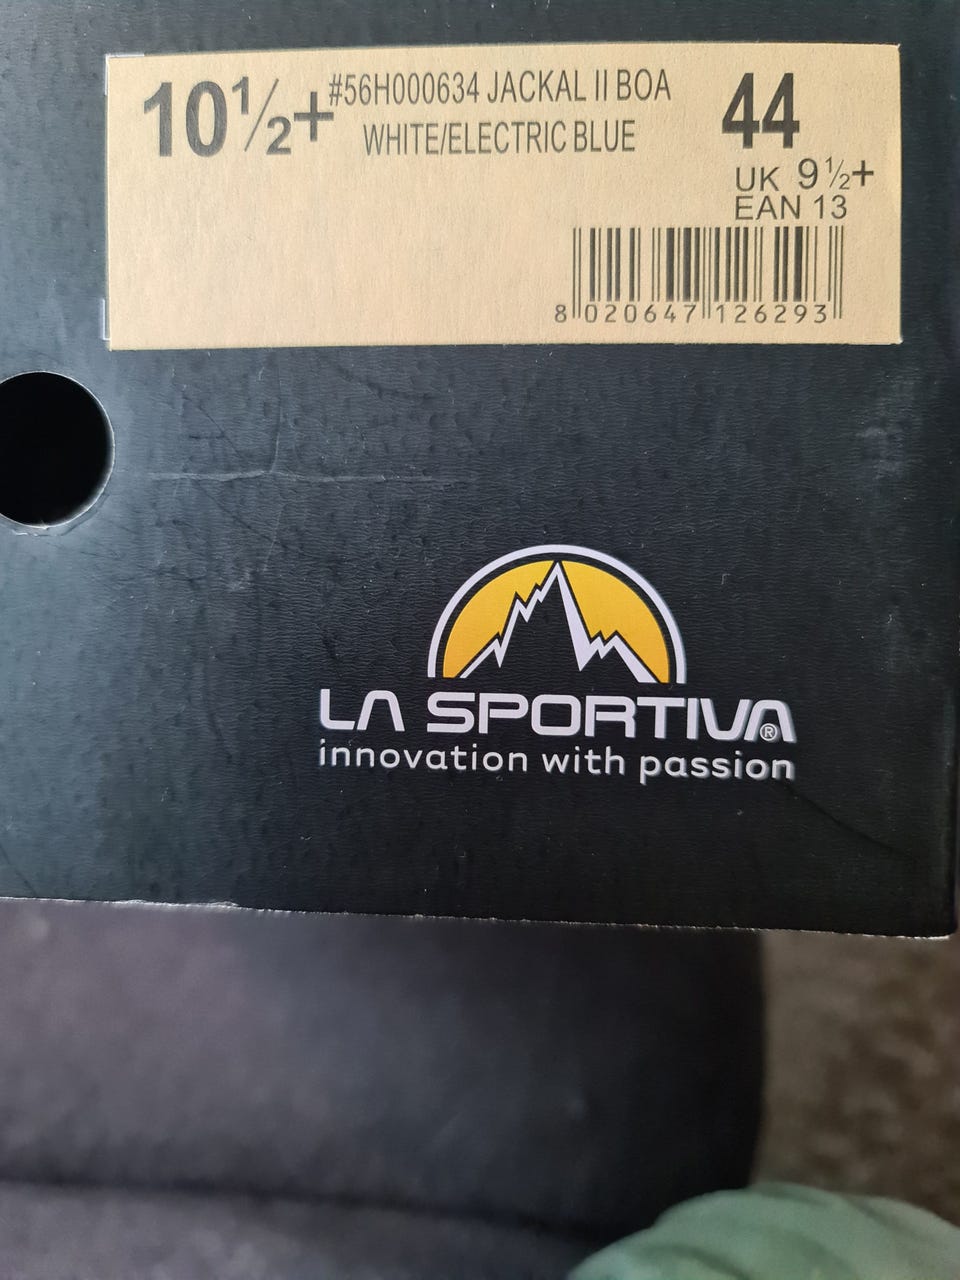 10½+
#56H000634 JACKAL II BOA
WHITE/ELECTRIC BLUE
44
UK 9½+
EAN 13
8 020647 126293
LA SPORTIVA®
innovation with passion